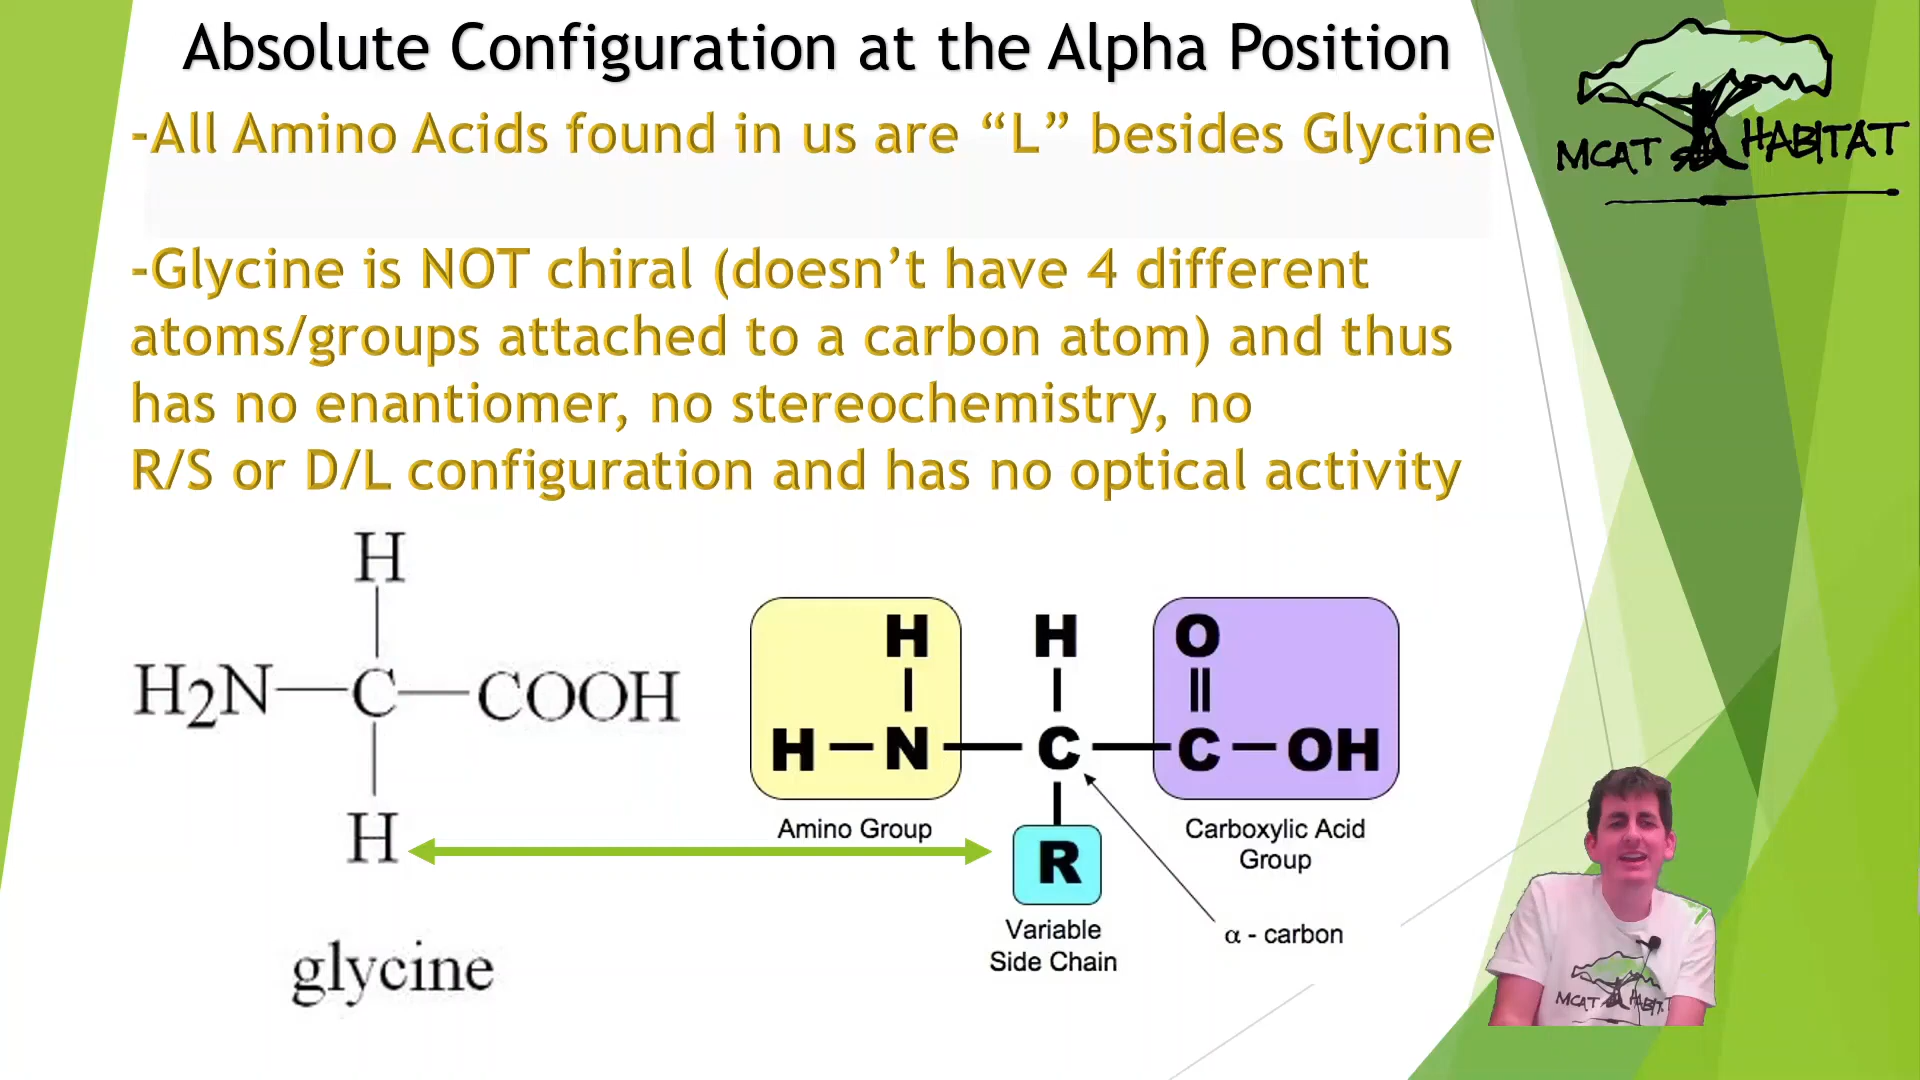 Absolute Configuration at the Alpha Position
MCAT HABITAT
-All Amino Acids found in us are “L” besides Glycine
-Glycine is NOT chiral (doesn’t have 4 different
atoms/groups attached to a carbon atom) and thus
has no enantiomer, no stereochemistry, no
R/S or D/L configuration and has no optical activity
H
H2N—C—COOH
H
glycine
H H O
H—N—C—C—OH
R
Amino Group
Carboxylic Acid
Group
Variable
Side Chain
α - carbon
MCAT HABITAT